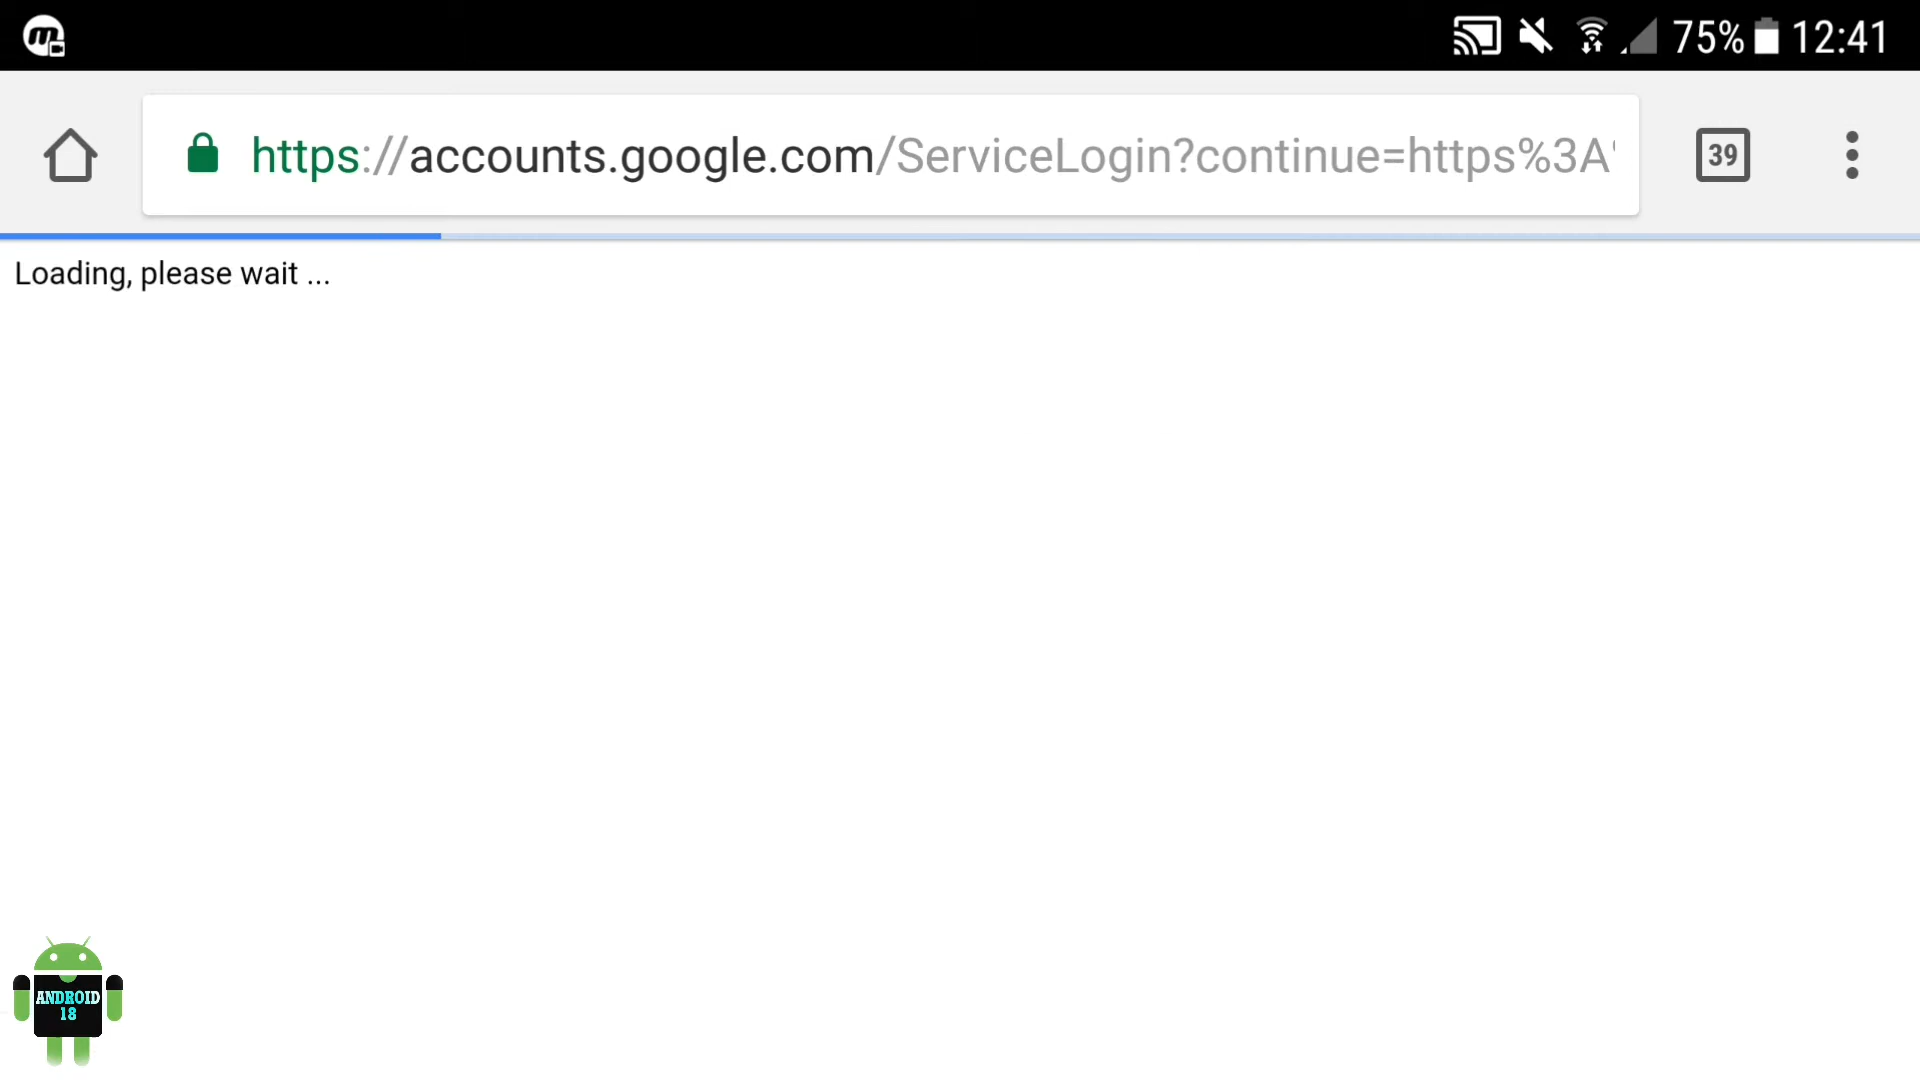 75% 12:41
https://accounts.google.com/ServiceLogin?continue=https%3A
39
Loading, please wait ...
ANDROID
18